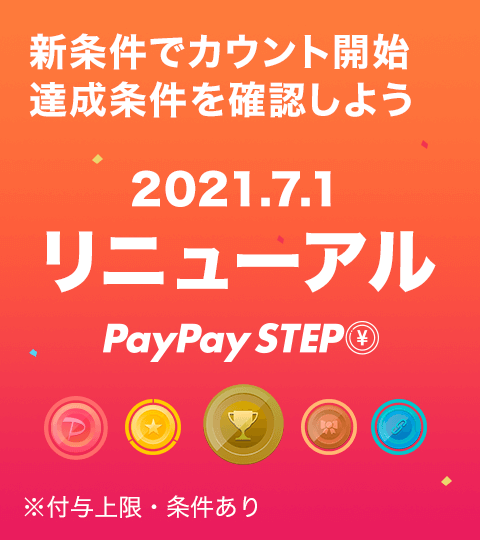 新条件でカウント開始
達成条件を確認しよう
2021.7.1
リニューアル
PayPay STEP
※付与上限・条件あり